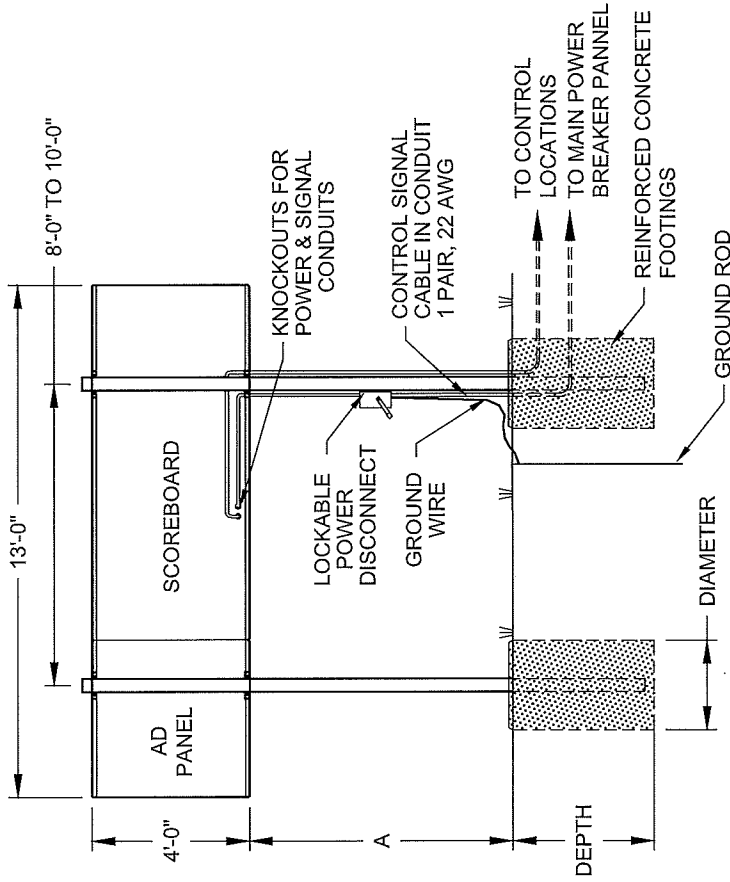 13'-0"
8'-0" TO 10'-0"
4'-0"
AD
PANEL
SCOREBOARD
KNOCKOUTS FOR
POWER & SIGNAL
CONDUITS
A
LOCKABLE
POWER
DISCONNECT
GROUND
WIRE
CONTROL SIGNAL
CABLE IN CONDUIT
1 PAIR, 22 AWG
TO CONTROL
LOCATIONS
TO MAIN POWER
BREAKER PANNEL
REINFORCED CONCRETE
FOOTINGS
GROUND ROD
DEPTH
DIAMETER